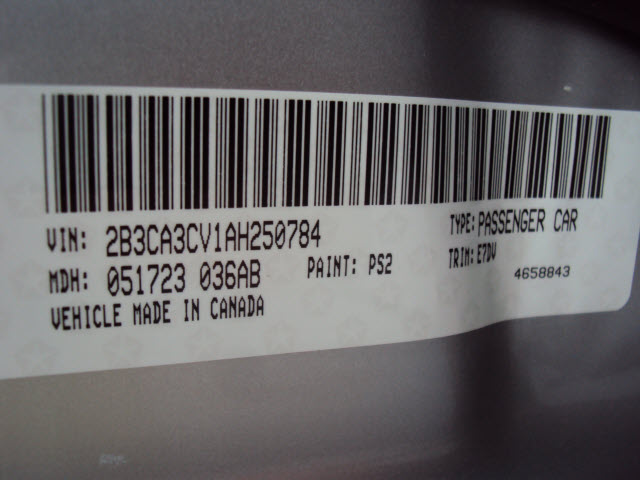 VIN: 2B3CA3CV1AH250784
TYPE: PASSENGER CAR
MDH: 051723 036AB
PAINT: PS2
TRIM: E7DV
4658843
VEHICLE MADE IN CANADA